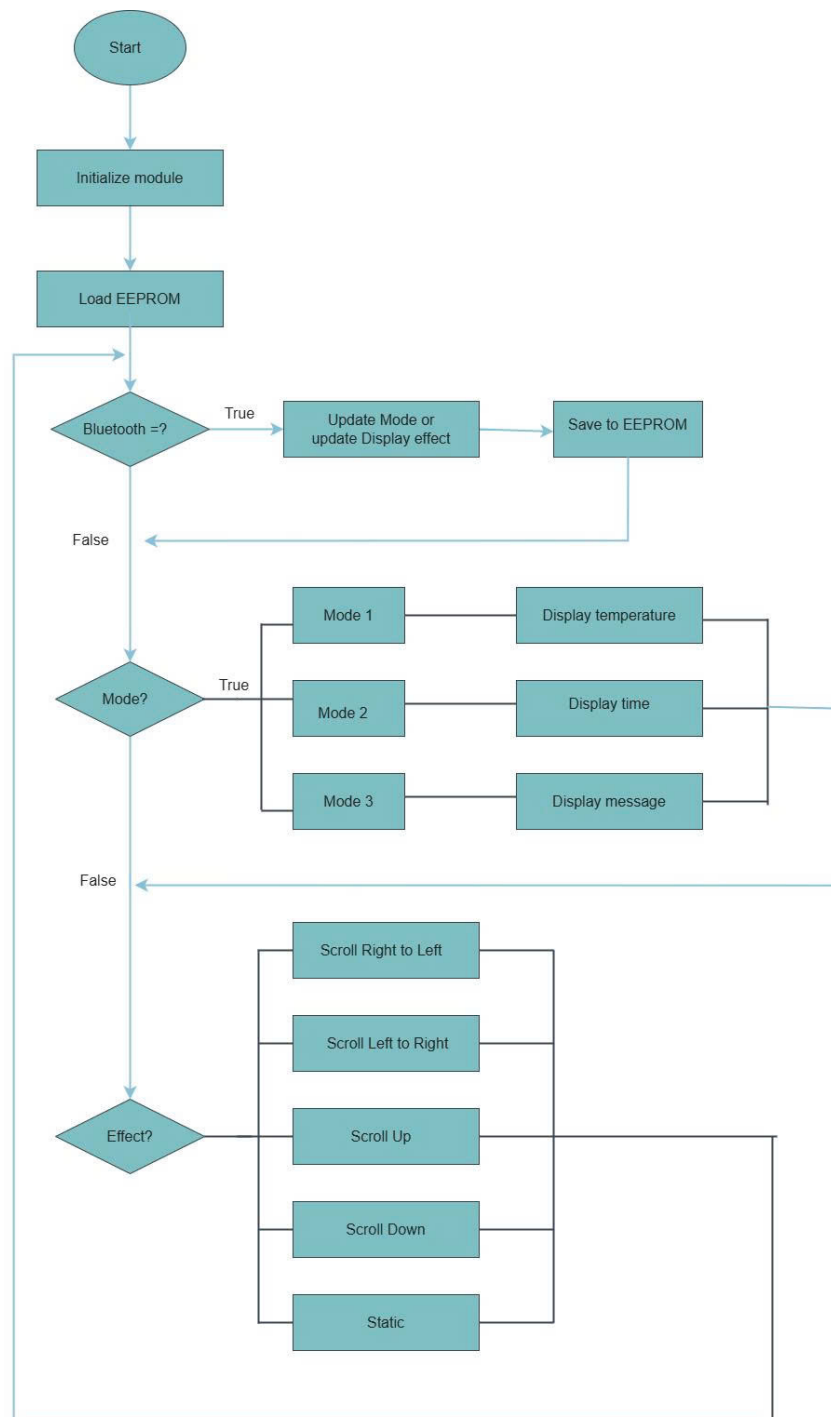 Start
Initialize module
Load EEPROM
Bluetooth =?
True
Update Mode or
update Display effect
Save to EEPROM
False
Mode 1
Display temperature
Mode?
True
Mode 2
Display time
Mode 3
Display message
False
Scroll Right to Left
Scroll Left to Right
Effect?
Scroll Up
Scroll Down
Static